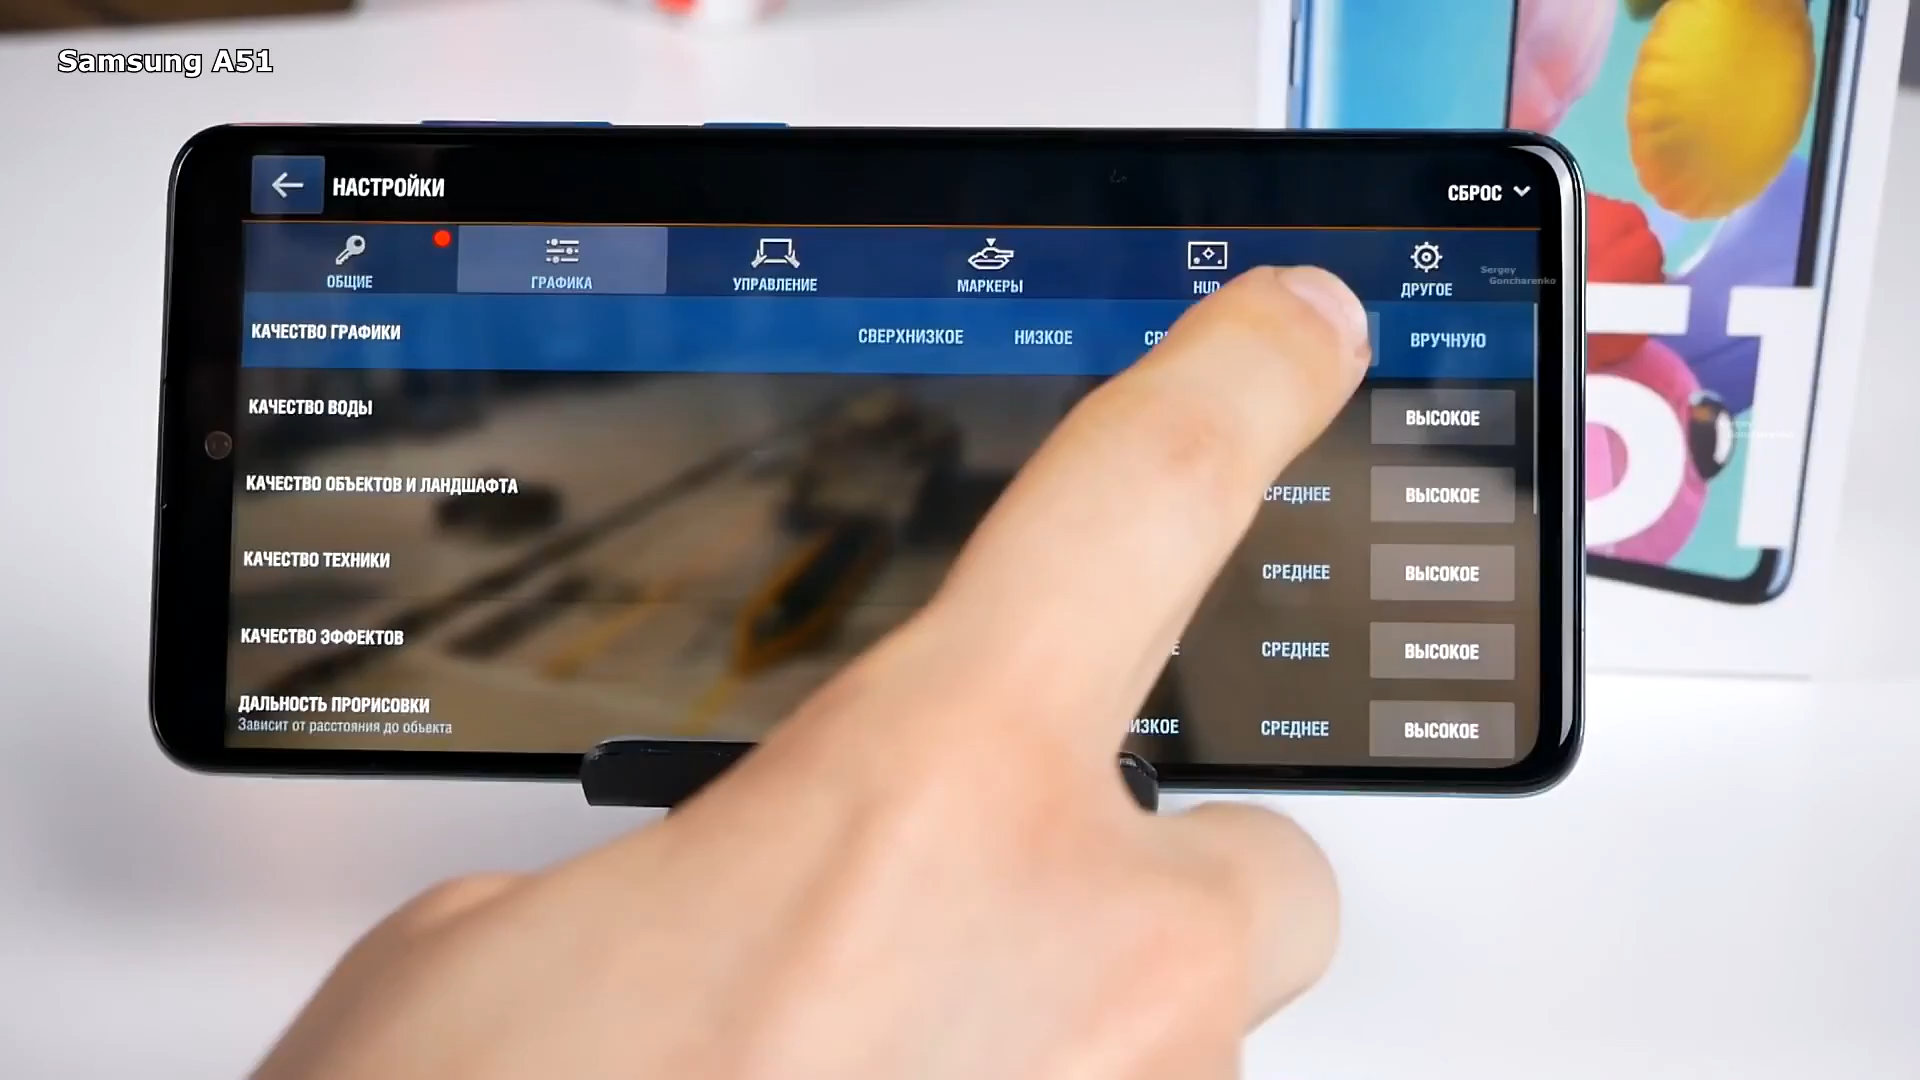 Samsung A51
НАСТРОЙКИ
СБРОС
ОБЩИЕ
ГРАФИКА
УПРАВЛЕНИЕ
МАРКЕРЫ
HUD
ДРУГОЕ
Sergey
Goncharenko
КАЧЕСТВО ГРАФИКИ СВЕРХНИЗКОЕ НИЗКОЕ ВРУЧНУЮ
КАЧЕСТВО ВОДЫ ВЫСОКОЕ
КАЧЕСТВО ОБЪЕКТОВ И ЛАНДШАФТА СРЕДНЕЕ ВЫСОКОЕ
КАЧЕСТВО ТЕХНИКИ СРЕДНЕЕ ВЫСОКОЕ
КАЧЕСТВО ЭФФЕКТОВ СРЕДНЕЕ ВЫСОКОЕ
ДАЛЬНОСТЬ ПРОРИСОВКИ СРЕДНЕЕ ВЫСОКОЕ
Зависит от расстояния до объекта